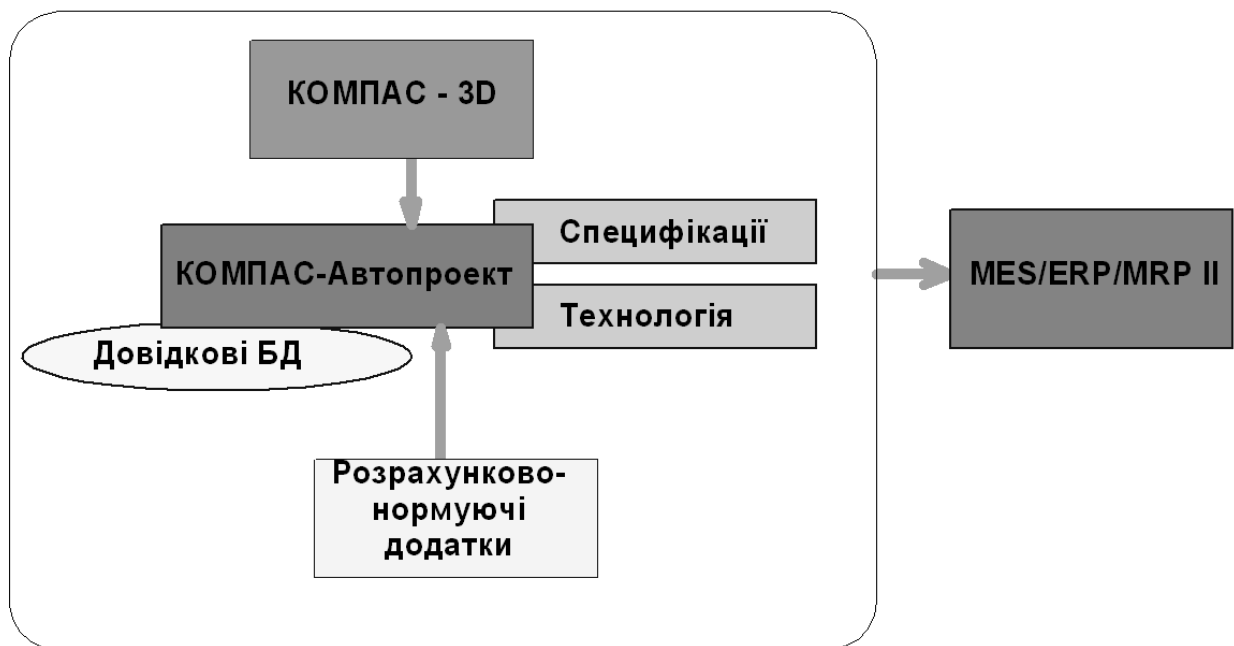 КОМПАС - 3D
Специфікації
КОМПАС-Автопроект
MES/ERP/MRP II
Технологія
Довідкові БД
Розрахунково-
нормуючі
додатки